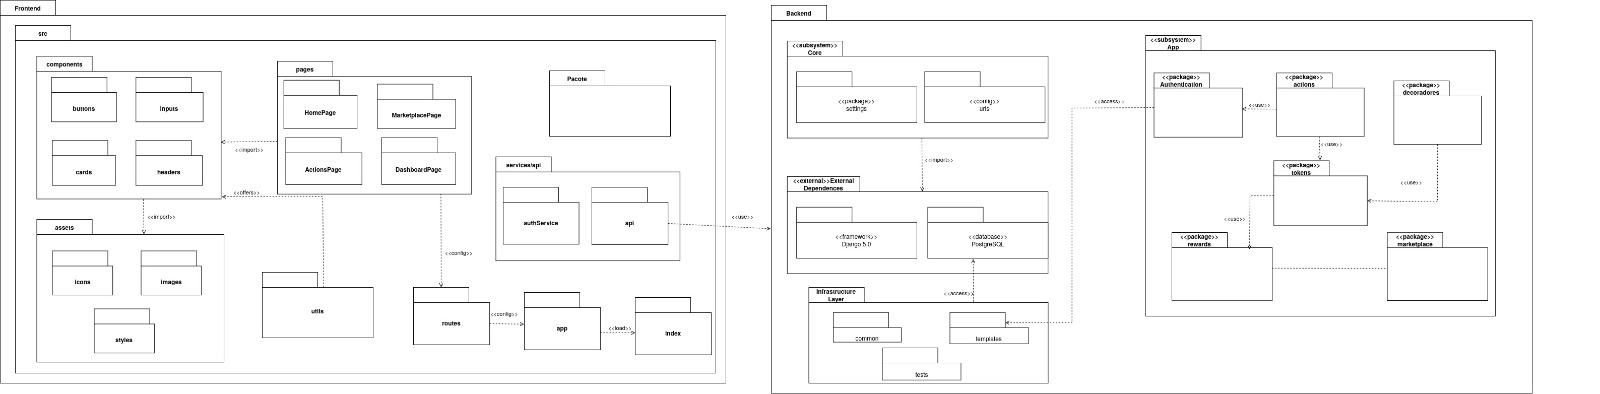 Frontend
src
components
buttons
inputs
cards
headers
pages
HomePage
MarketplacePage
ActionsPage
DashboardPage
Pacote
<<import>>
<<offers>>
<<import>>
assets
icons
images
styles
utils
services/api
authService
api
<<use>>
<<config>>
routes
<<config>>
app
<<load>>
index
Backend
<<subsystem>>
Core
<<package>>
settings
<<config>>
urls
<<import>>
<<external>>External
Dependences
<<framework>>
Django 5.0
<<database>>
PostgreSQL
<<access>>
Infrastructure
Layer
common
templates
tests
<<access>>
<<subsystem>>
App
<<package>>
Authentication
<<use>>
<<package>>
actions
<<package>>
decoradores
<<use>>
<<package>>
tokens
<<use>>
<<use>>
<<package>>
rewards
<<package>>
marketplace